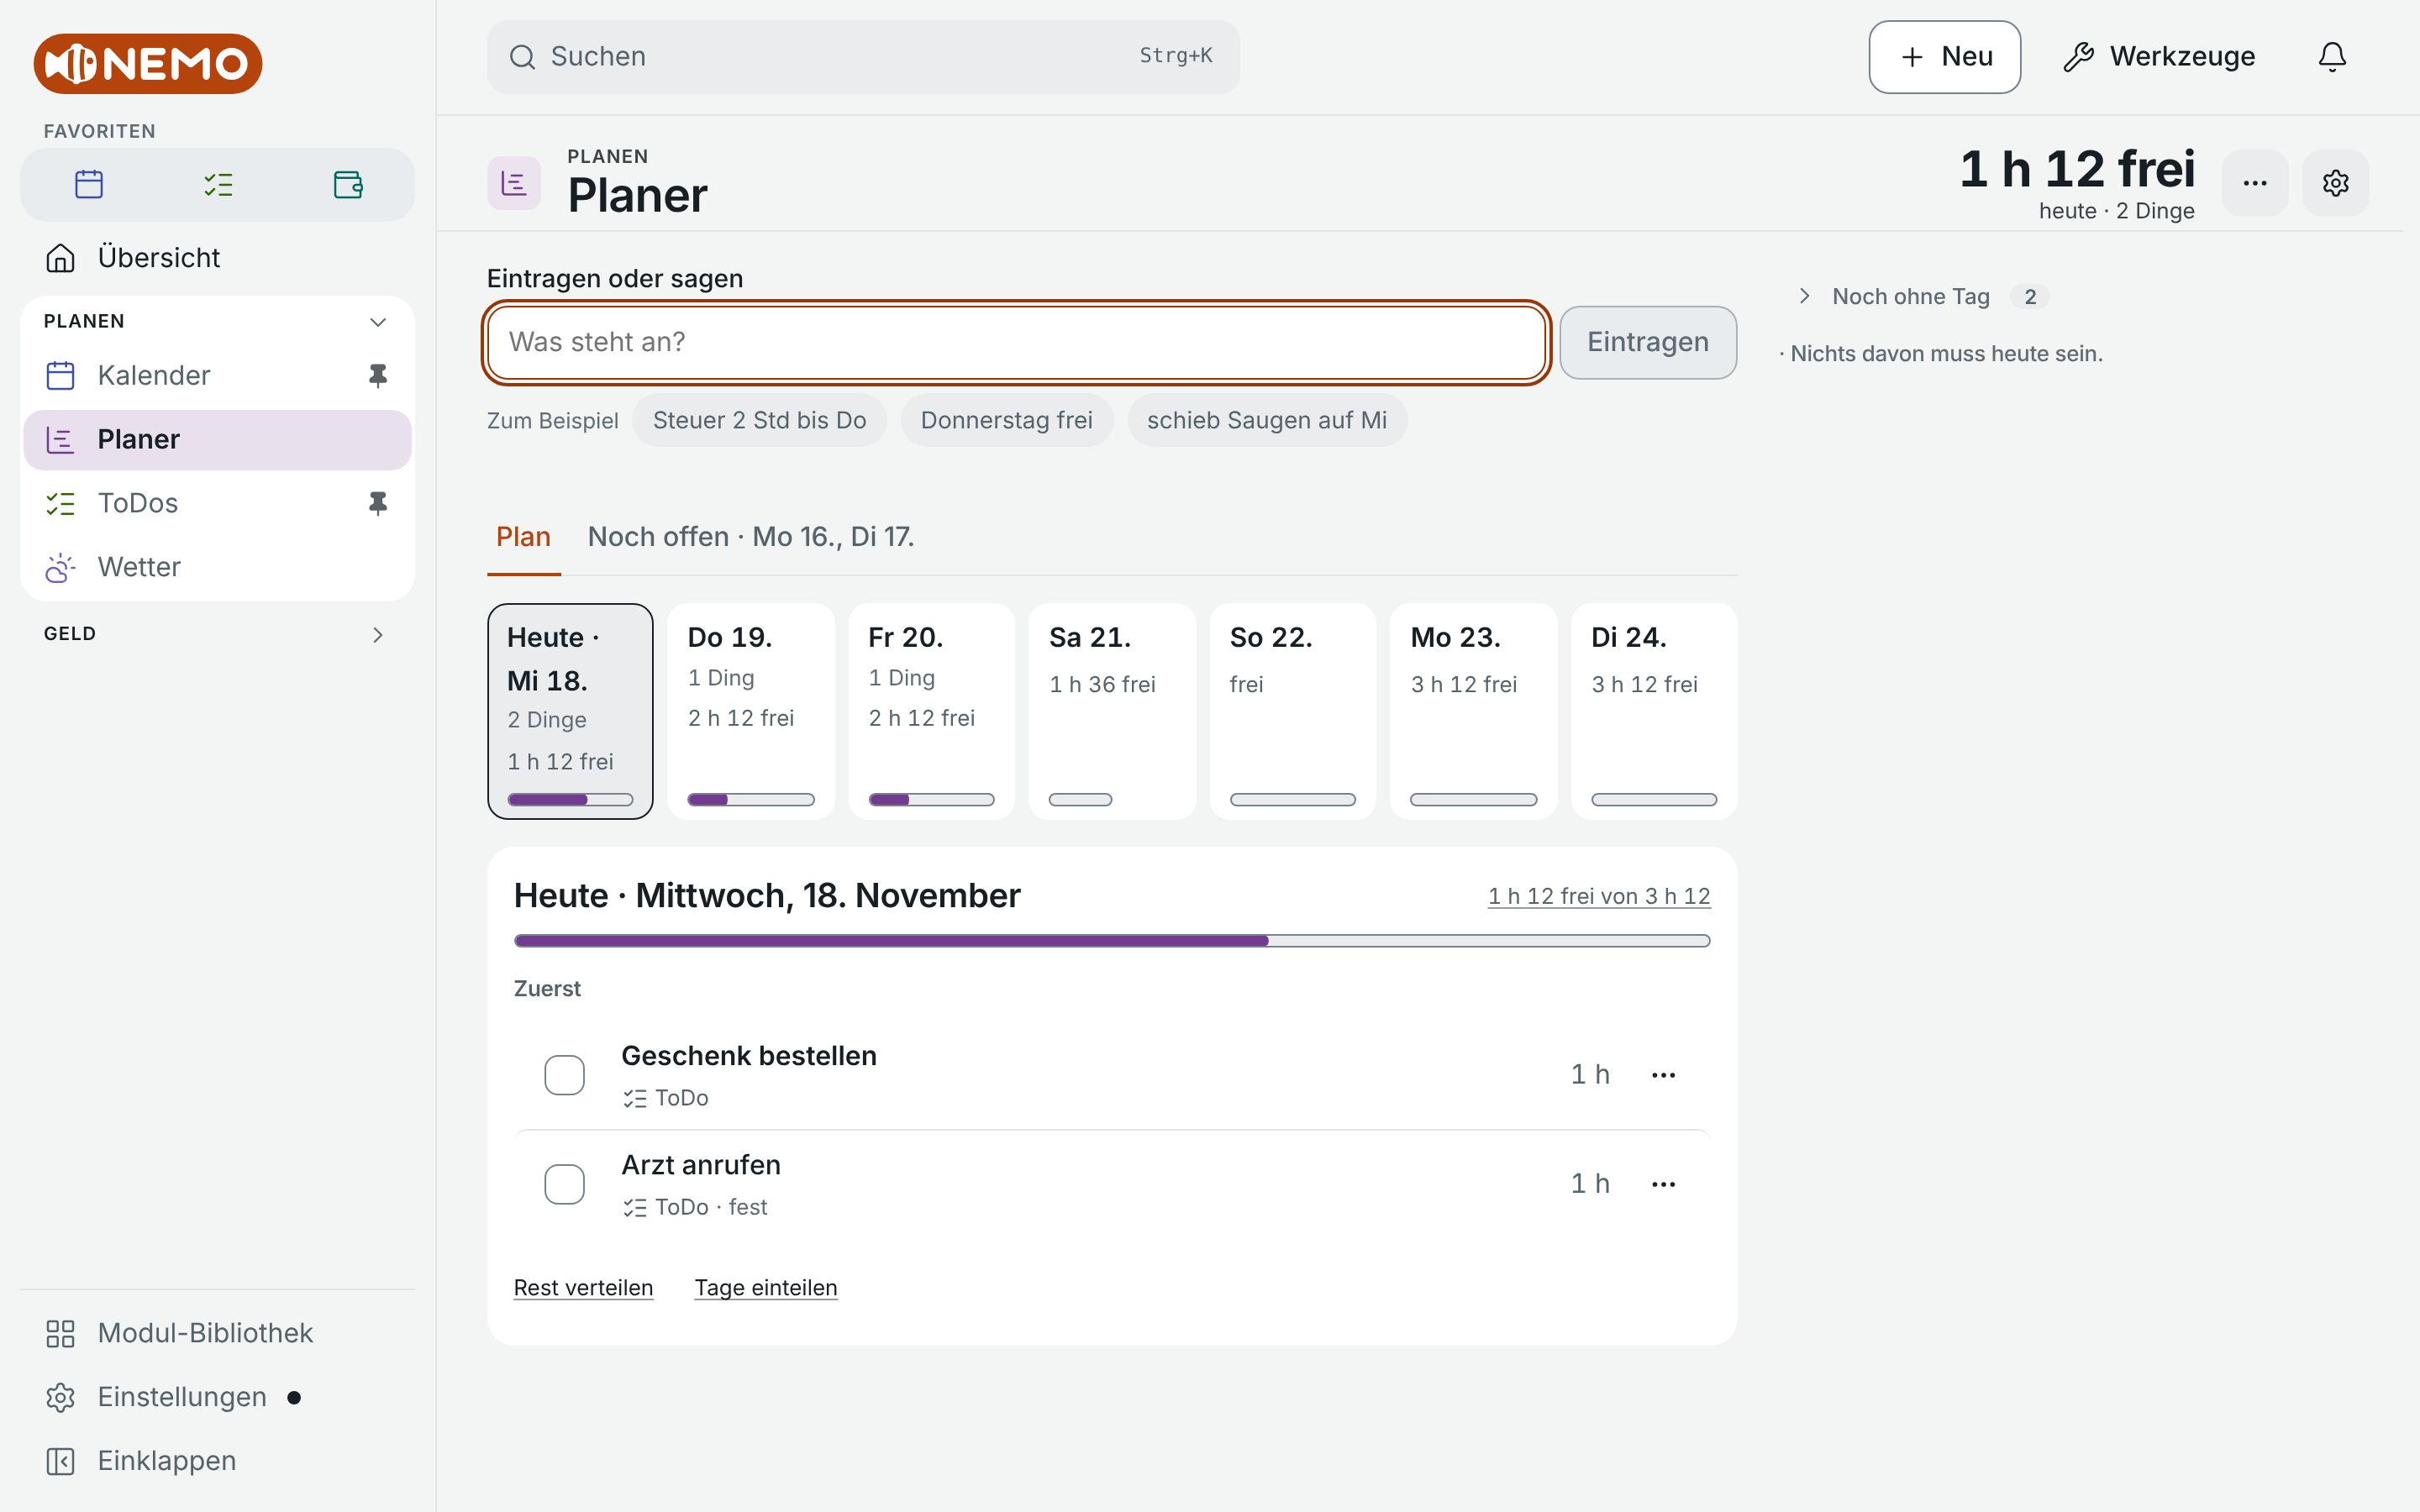 NEMO
FAVORITEN
Übersicht
PLANEN
Kalender
Planer
ToDos
Wetter
GELD
Modul-Bibliothek
Einstellungen
Einklappen
Suchen
Strg+K
Neu
Werkzeuge
PLANEN
Planer
1 h 12 frei
heute · 2 Dinge
Eintragen oder sagen
Was steht an?
Eintragen
Zum Beispiel
Steuer 2 Std bis Do
Donnerstag frei
schieb Saugen auf Mi
Noch ohne Tag 2
· Nichts davon muss heute sein.
Plan
Noch offen · Mo 16., Di 17.
Heute ·
Mi 18.
2 Dinge
1 h 12 frei
Do 19.
1 Ding
2 h 12 frei
Fr 20.
1 Ding
2 h 12 frei
Sa 21.
1 h 36 frei
So 22.
frei
Mo 23.
3 h 12 frei
Di 24.
3 h 12 frei
Heute · Mittwoch, 18. November
1 h 12 frei von 3 h 12
Zuerst
Geschenk bestellen
ToDo
1 h
Arzt anrufen
ToDo · fest
1 h
Rest verteilen
Tage einteilen